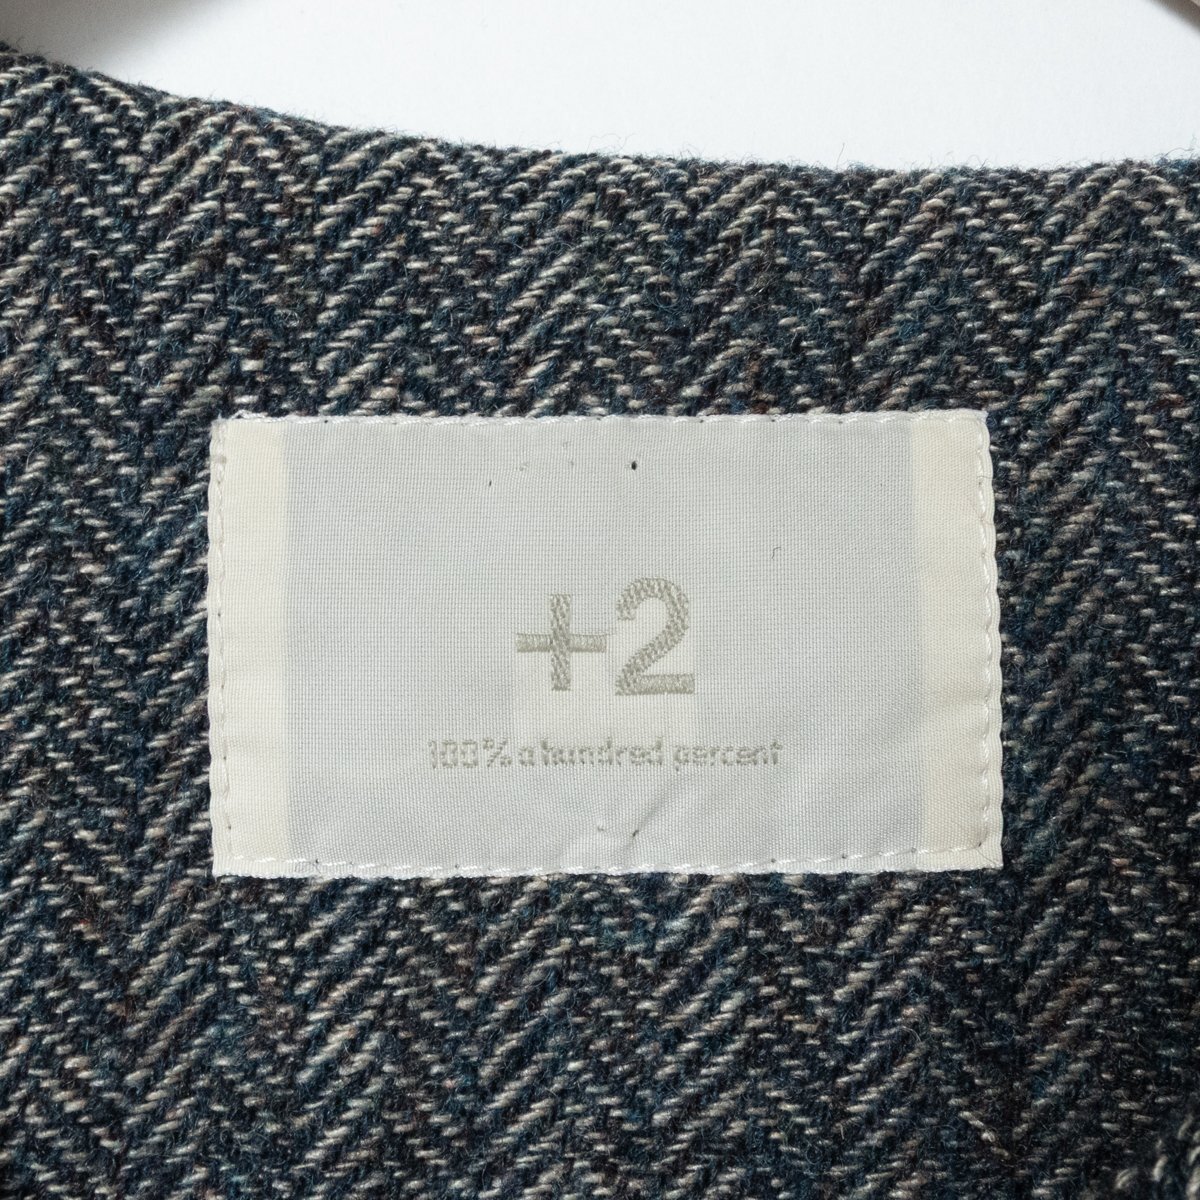 +2
100% a hundred percent